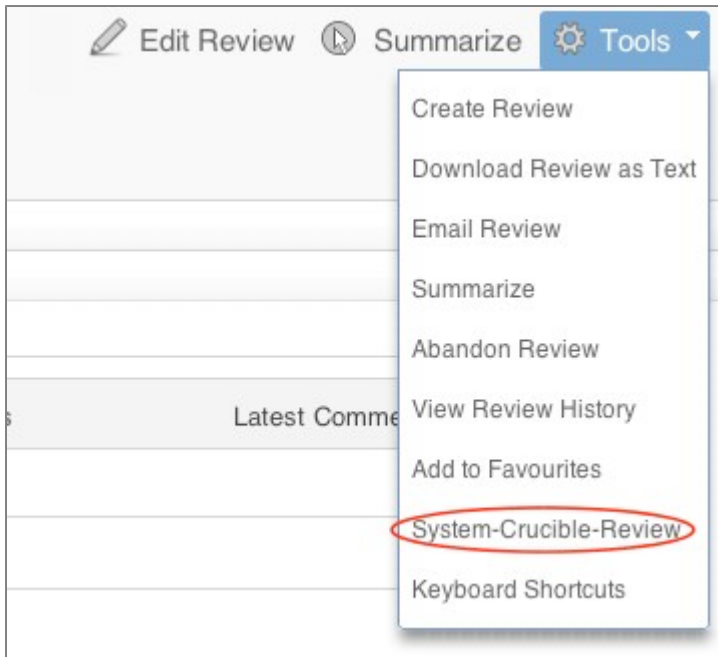 Edit Review Summarize Tools
Create Review
Download Review as Text
Email Review
Summarize
Abandon Review
View Review History
Latest Comme
Add to Favourites
System-Crucible-Review
Keyboard Shortcuts